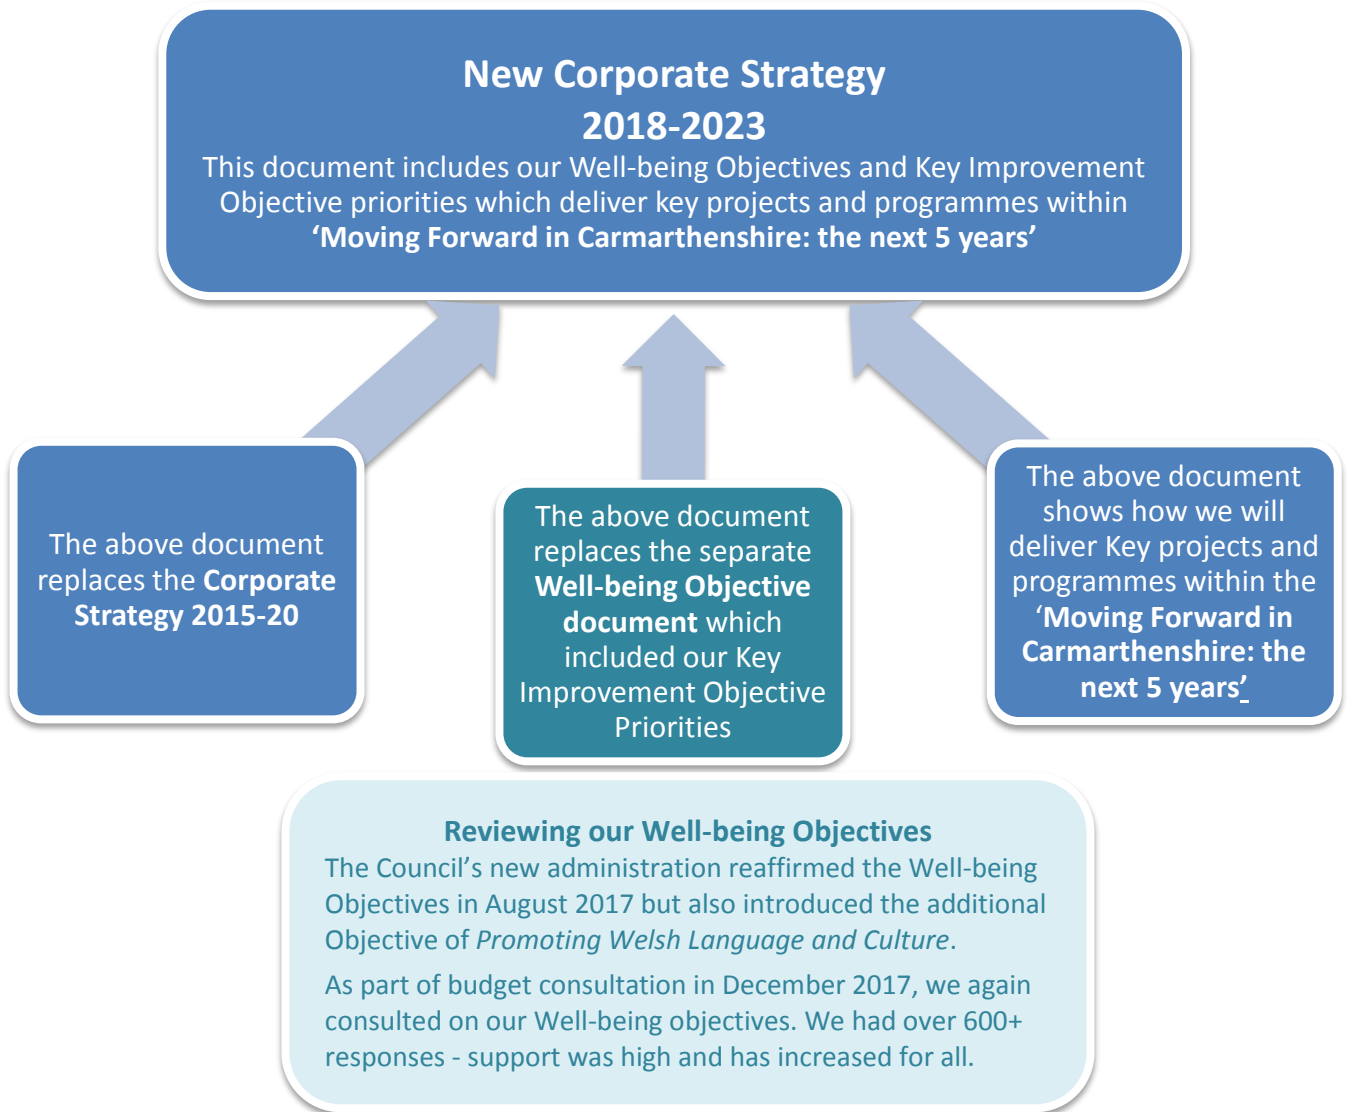 New Corporate Strategy
2018-2023
This document includes our Well-being Objectives and Key Improvement
Objective priorities which deliver key projects and programmes within
‘Moving Forward in Carmarthenshire: the next 5 years’
The above document
replaces the Corporate
Strategy 2015-20
The above document
replaces the separate
Well-being Objective
document which
included our Key
Improvement Objective
Priorities
The above document
shows how we will
deliver Key projects and
programmes within the
‘Moving Forward in
Carmarthenshire: the
next 5 years’
Reviewing our Well-being Objectives
The Council’s new administration reaffirmed the Well-being
Objectives in August 2017 but also introduced the additional
Objective of Promoting Welsh Language and Culture.
As part of budget consultation in December 2017, we again
consulted on our Well-being objectives. We had over 600+
responses - support was high and has increased for all.